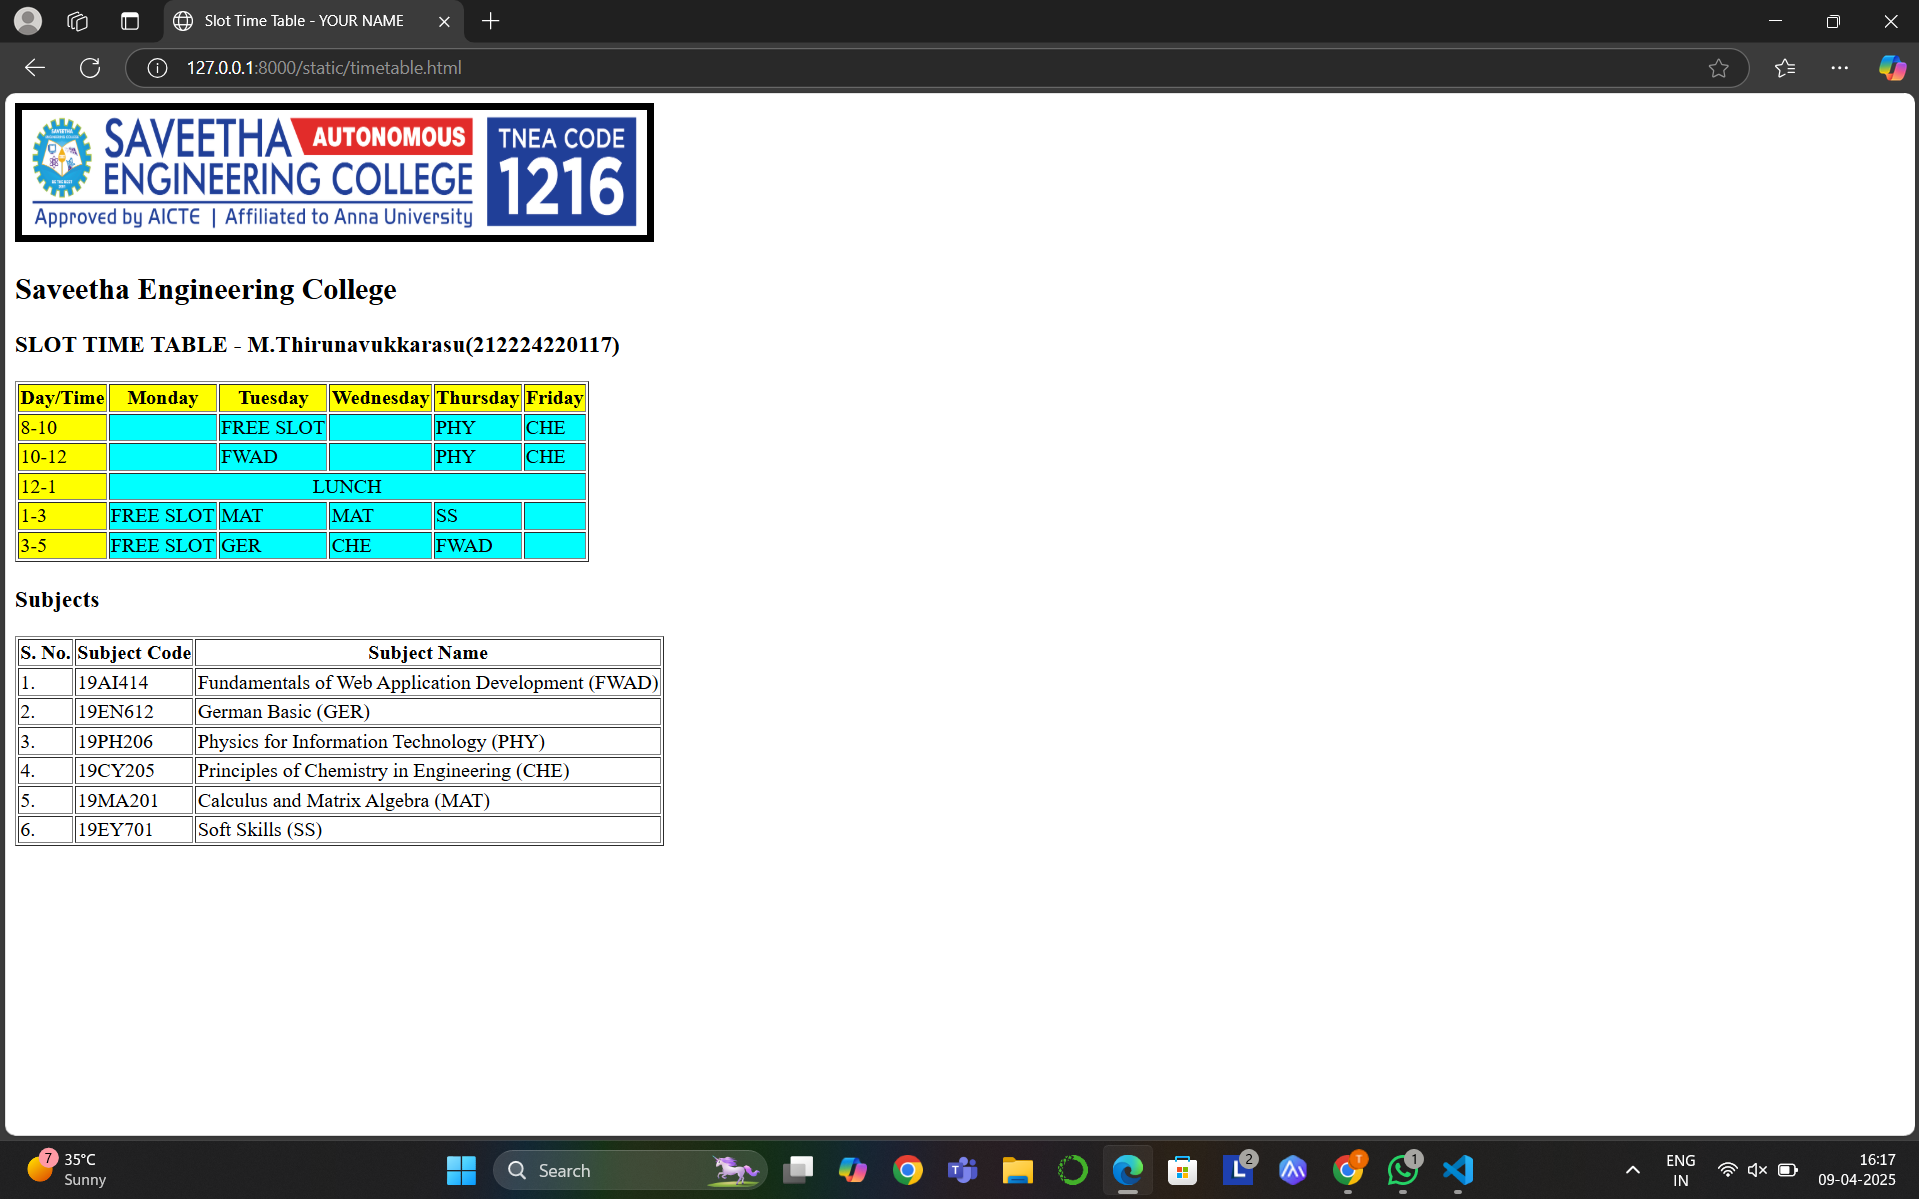 Slot Time Table - YOUR NAME
127.0.0.1:8000/static/timetable.html
SAVEETHA AUTONOMOUS
ENGINEERING COLLEGE
Approved by AICTE | Affiliated to Anna University
TNEA CODE
1216
Saveetha Engineering College
SLOT TIME TABLE - M.Thirunavukkarasu(212224220117)
Day/Time Monday Tuesday Wednesday Thursday Friday
8-10 FREE SLOT PHY CHE
10-12 FWAD PHY CHE
12-1 LUNCH
1-3 FREE SLOT MAT MAT SS
3-5 FREE SLOT GER CHE FWAD
Subjects
S. No. Subject Code Subject Name
1. 19AI414 Fundamentals of Web Application Development (FWAD)
2. 19EN612 German Basic (GER)
3. 19PH206 Physics for Information Technology (PHY)
4. 19CY205 Principles of Chemistry in Engineering (CHE)
5. 19MA201 Calculus and Matrix Algebra (MAT)
6. 19EY701 Soft Skills (SS)
7
35°C
Sunny
Search
T
L
2
T
1
ENG
IN
16:17
09-04-2025